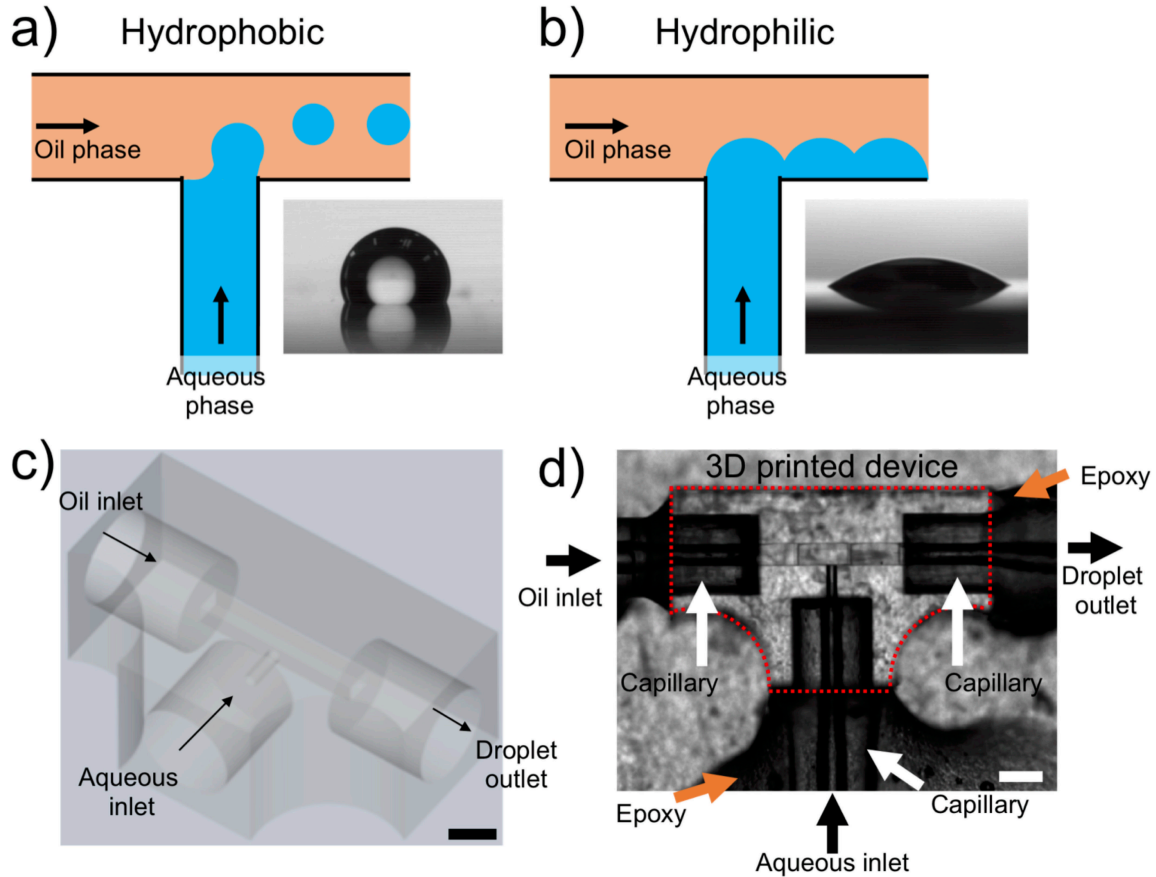 a)
Hydrophobic
Oil phase
Aqueous
phase
b)
Hydrophilic
Oil phase
Aqueous
phase
c)
Oil inlet
Aqueous
inlet
Droplet
outlet
d)
3D printed device
Epoxy
Oil inlet
Droplet
outlet
Capillary
Capillary
Epoxy
Capillary
Aqueous inlet